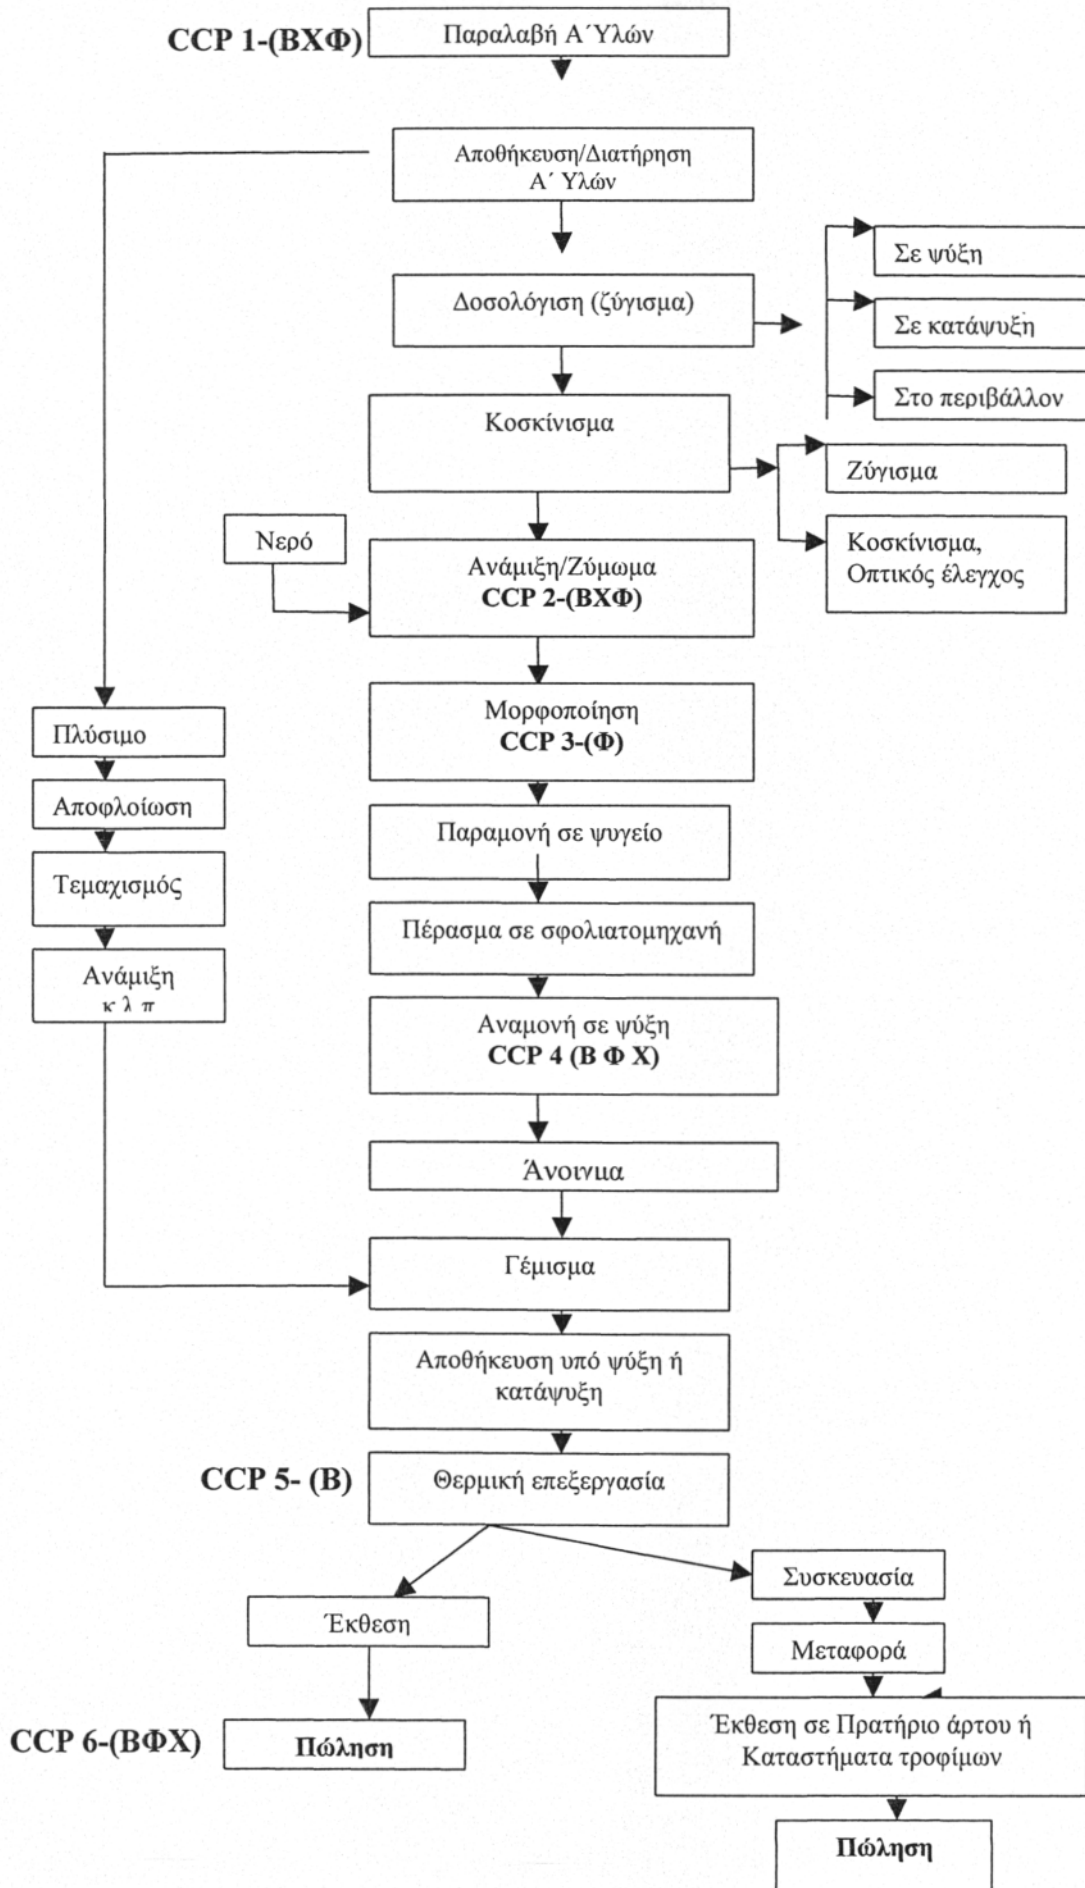 CCP 1-(ΒΧΦ)
Παραλαβή Α΄Υλών
Αποθήκευση/Διατήρηση
Α΄ Υλών
Σε ψύξη
Δοσολόγιση (ζύγισμα)
Σε κατάψυξη
Στο περιβάλλον
Κοσκίνισμα
Ζύγισμα
Νερό
Κοσκίνισμα,
Οπτικός έλεγχος
Ανάμιξη/Ζύμωμα
CCP 2-(ΒΧΦ)
Μορφοποίηση
CCP 3-(Φ)
Πλύσιμο
Αποφλοίωση
Παραμονή σε ψυγείο
Τεμαχισμός
Πέρασμα σε σφολιατομηχανή
Ανάμιξη
κ λ π
Αναμονή σε ψύξη
CCP 4 (Β Φ Χ)
Άνοιγμα
Γέμισμα
Αποθήκευση υπό ψύξη ή
κατάψυξη
CCP 5- (Β)
Θερμική επεξεργασία
Συσκευασία
Έκθεση
Μεταφορά
CCP 6-(ΒΦΧ)
Πώληση
Έκθεση σε Πρατήριο άρτου ή
Καταστήματα τροφίμων
Πώληση